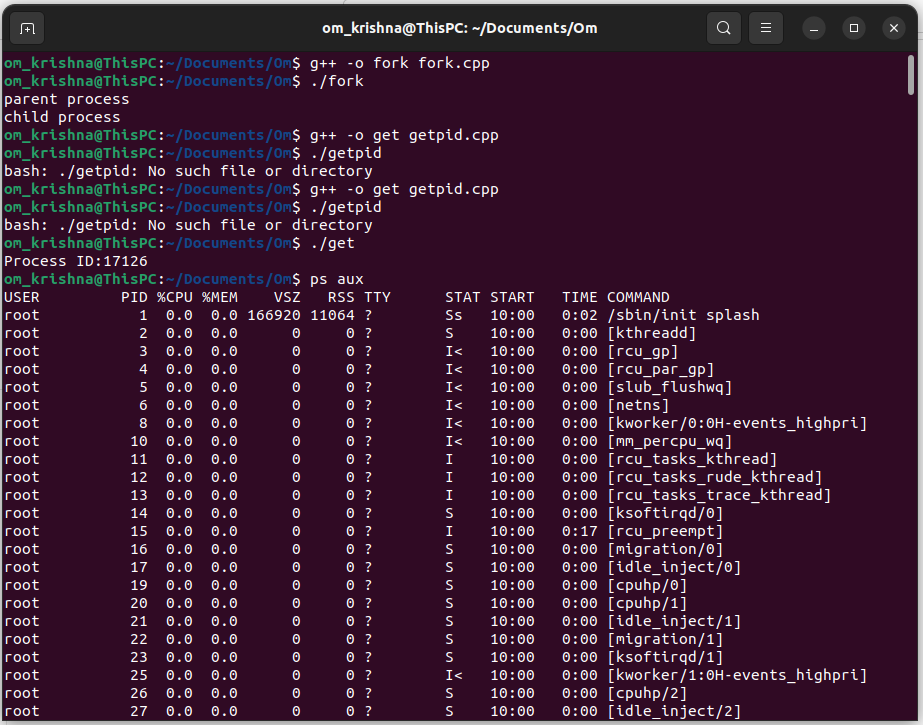 om_krishna@ThisPC: ~/Documents/Om
om_krishna@ThisPC:~/Documents/Om$ g++ -o fork fork.cpp
om_krishna@ThisPC:~/Documents/Om$ ./fork
parent process
child process
om_krishna@ThisPC:~/Documents/Om$ g++ -o get getpid.cpp
om_krishna@ThisPC:~/Documents/Om$ ./getpid
bash: ./getpid: No such file or directory
om_krishna@ThisPC:~/Documents/Om$ g++ -o get getpid.cpp
om_krishna@ThisPC:~/Documents/Om$ ./getpid
bash: ./getpid: No such file or directory
om_krishna@ThisPC:~/Documents/Om$ ./get
Process ID:17126
om_krishna@ThisPC:~/Documents/Om$ ps aux
USER         PID %CPU %MEM    VSZ   RSS TTY      STAT START   TIME COMMAND
root           1  0.0  0.0 166920 11064 ?        Ss   10:00   0:02 /sbin/init splash
root           2  0.0  0.0      0     0 ?        S    10:00   0:00 [kthreadd]
root           3  0.0  0.0      0     0 ?        I<   10:00   0:00 [rcu_gp]
root           4  0.0  0.0      0     0 ?        I<   10:00   0:00 [rcu_par_gp]
root           5  0.0  0.0      0     0 ?        I<   10:00   0:00 [slub_flushwq]
root           6  0.0  0.0      0     0 ?        I<   10:00   0:00 [netns]
root           8  0.0  0.0      0     0 ?        I<   10:00   0:00 [kworker/0:0H-events_highpri]
root          10  0.0  0.0      0     0 ?        I<   10:00   0:00 [mm_percpu_wq]
root          11  0.0  0.0      0     0 ?        I    10:00   0:00 [rcu_tasks_kthread]
root          12  0.0  0.0      0     0 ?        I    10:00   0:00 [rcu_tasks_rude_kthread]
root          13  0.0  0.0      0     0 ?        I    10:00   0:00 [rcu_tasks_trace_kthread]
root          14  0.0  0.0      0     0 ?        S    10:00   0:00 [ksoftirqd/0]
root          15  0.0  0.0      0     0 ?        I    10:00   0:17 [rcu_preempt]
root          16  0.0  0.0      0     0 ?        S    10:00   0:00 [migration/0]
root          17  0.0  0.0      0     0 ?        S    10:00   0:00 [idle_inject/0]
root          19  0.0  0.0      0     0 ?        S    10:00   0:00 [cpuhp/0]
root          20  0.0  0.0      0     0 ?        S    10:00   0:00 [cpuhp/1]
root          21  0.0  0.0      0     0 ?        S    10:00   0:00 [idle_inject/1]
root          22  0.0  0.0      0     0 ?        S    10:00   0:00 [migration/1]
root          23  0.0  0.0      0     0 ?        S    10:00   0:00 [ksoftirqd/1]
root          25  0.0  0.0      0     0 ?        I<   10:00   0:00 [kworker/1:0H-events_highpri]
root          26  0.0  0.0      0     0 ?        S    10:00   0:00 [cpuhp/2]
root          27  0.0  0.0      0     0 ?        S    10:00   0:00 [idle_inject/2]